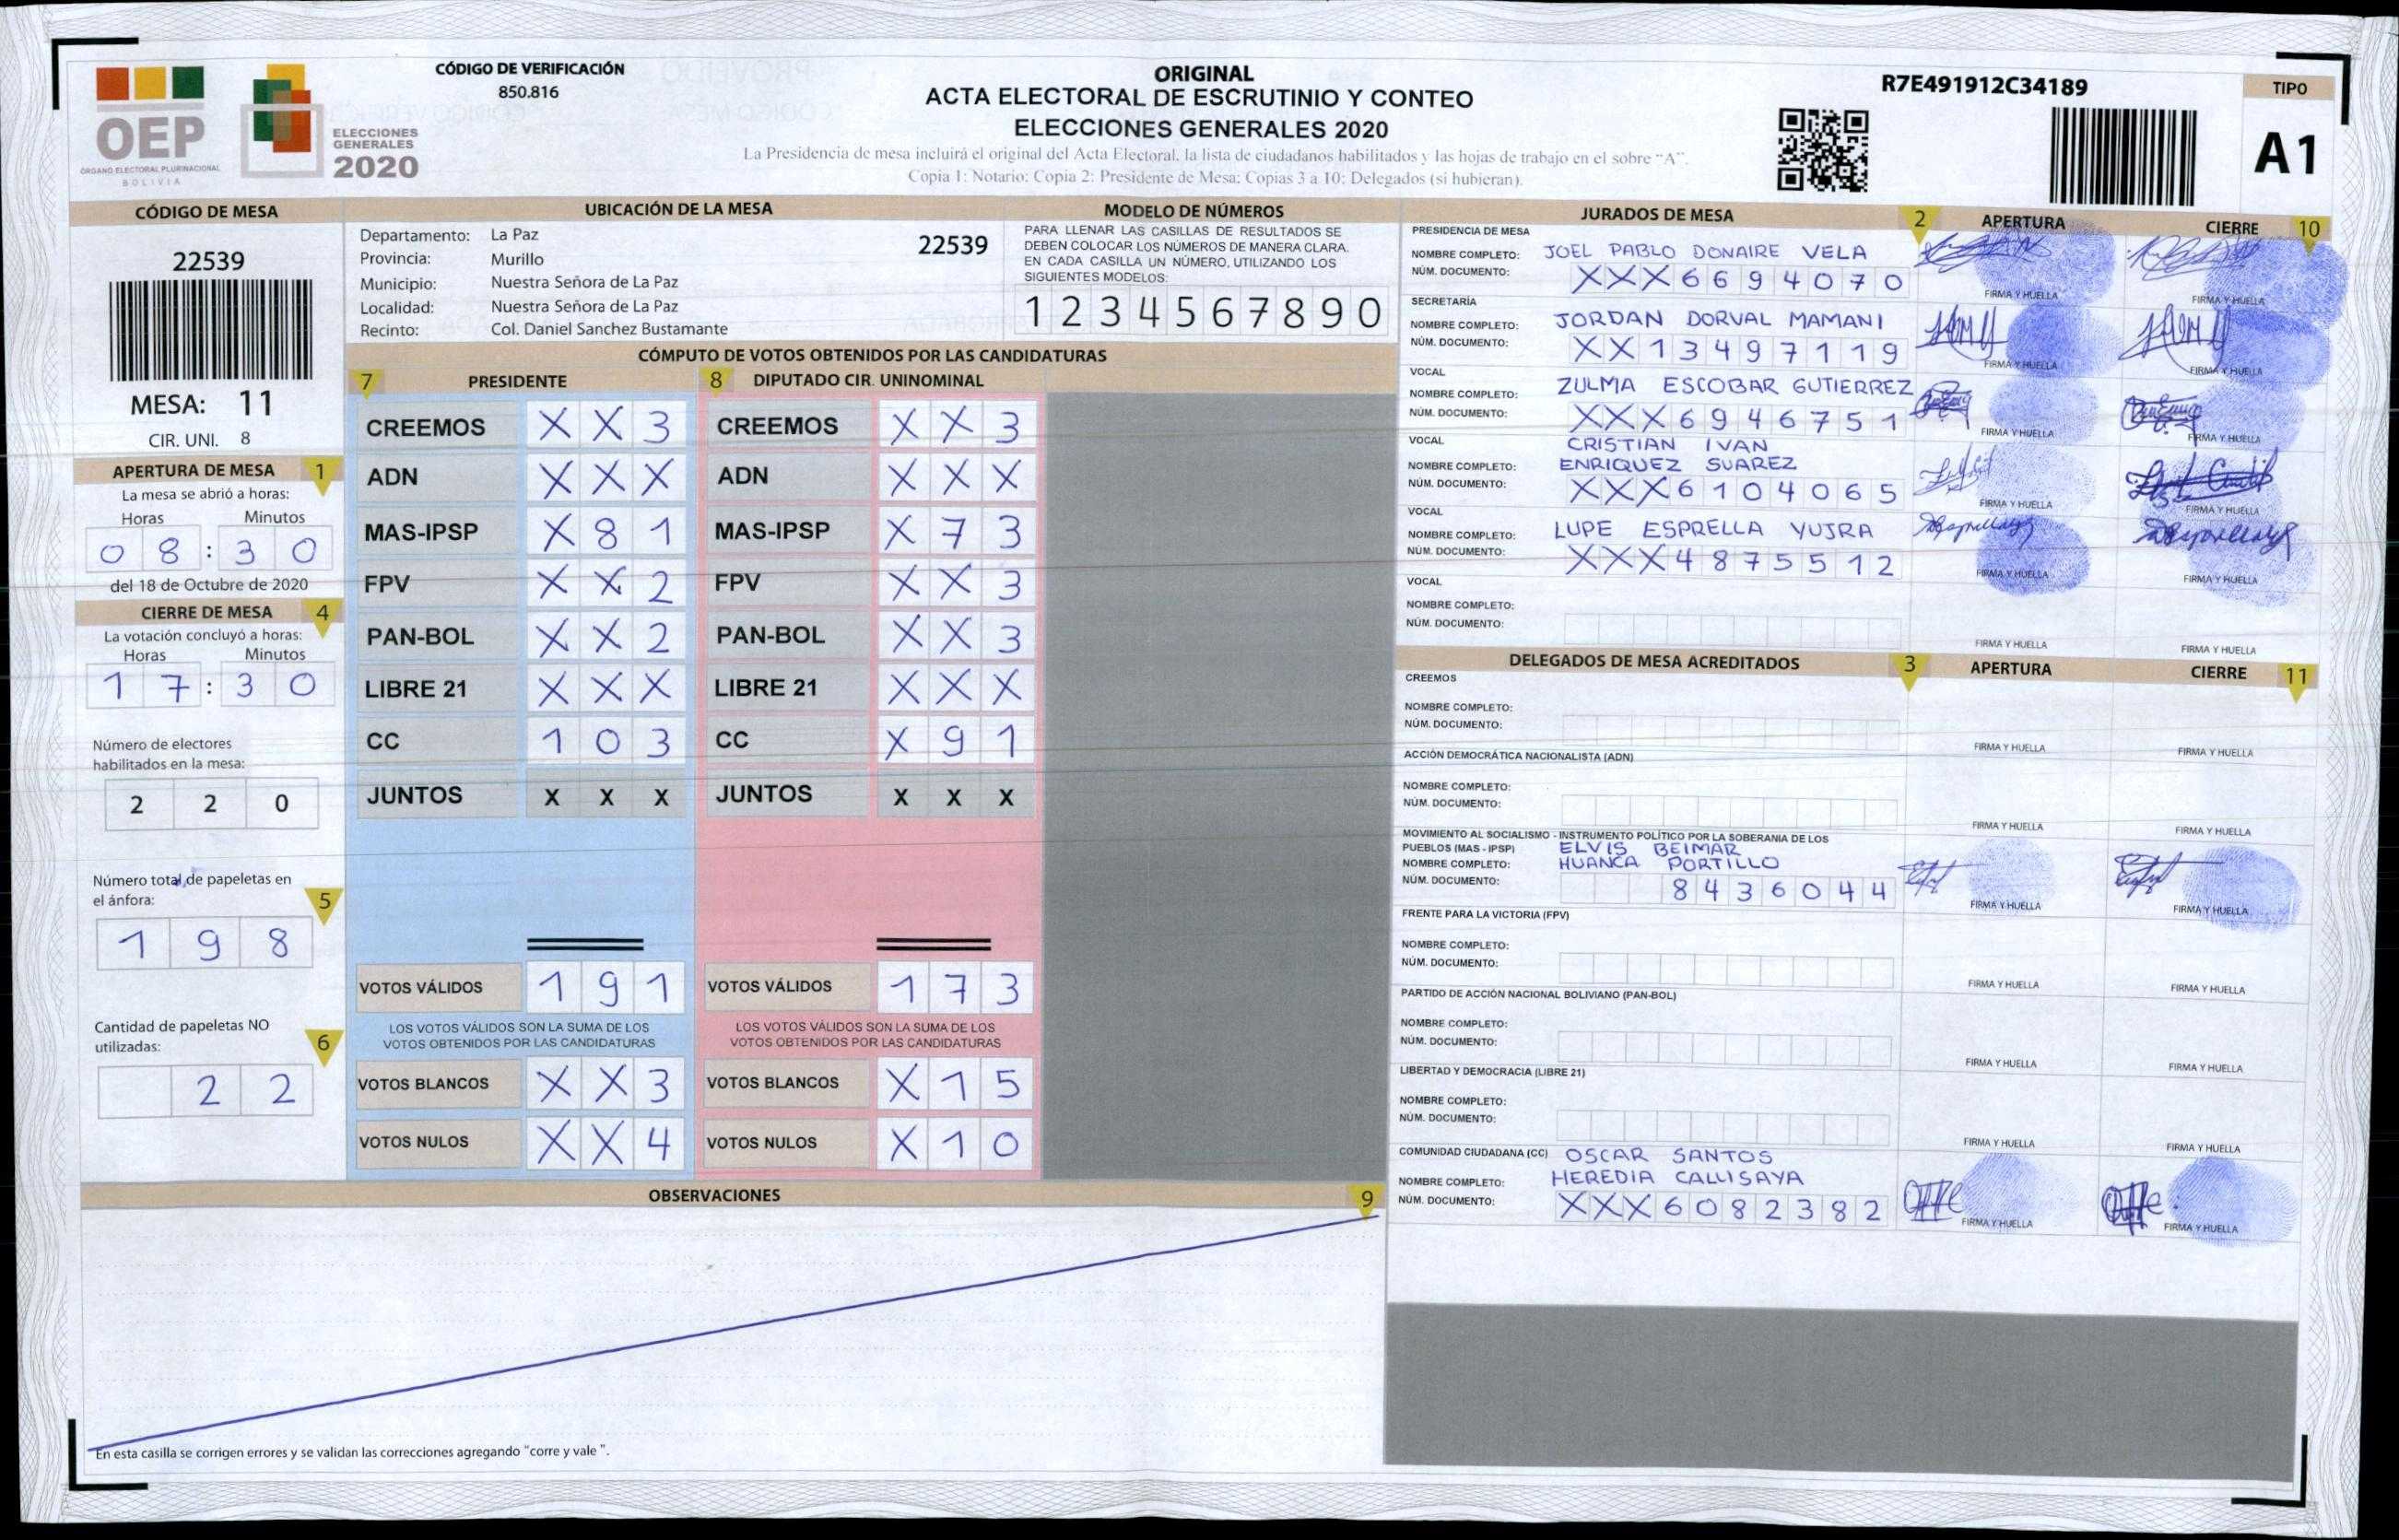 CÓDIGO DE VERIFICACIÓN
850.816
OEP
ÓRGANO ELECTORAL PLURINACIONAL
BOLIVIA
ELECCIONES
GENERALES
2020
ORIGINAL
ACTA ELECTORAL DE ESCRUTINIO Y CONTEO
ELECCIONES GENERALES 2020
La Presidencia de mesa incluirá el original del Acta Electoral, la lista de ciudadanos habilitados y las hojas de trabajo en el sobre "A".
Copia 1: Notario; Copia 2: Presidente de Mesa; Copias 3 a 10: Delegados (si hubieran).
R7E491912C34189
TIPO
A1
CÓDIGO DE MESA
22539
MESA: 11
CIR. UNI. 8
APERTURA DE MESA 1
La mesa se abrió a horas:
Horas Minutos
08:30
del 18 de Octubre de 2020
CIERRE DE MESA 4
La votación concluyó a horas:
Horas Minutos
17:30
Número de electores
habilitados en la mesa:
2 2 0
Número total de papeletas en
el ánfora: 5
1 9 8
Cantidad de papeletas NO
utilizadas: 6
2 2
UBICACIÓN DE LA MESA
Departamento: La Paz 22539
Provincia: Murillo
Municipio: Nuestra Señora de La Paz
Localidad: Nuestra Señora de La Paz
Recinto: Col. Daniel Sanchez Bustamante
MODELO DE NÚMEROS
PARA LLENAR LAS CASILLAS DE RESULTADOS SE
DEBEN COLOCAR LOS NÚMEROS DE MANERA CLARA.
EN CADA CASILLA UN NÚMERO, UTILIZANDO LOS
SIGUIENTES MODELOS:
1 2 3 4 5 6 7 8 9 0
CÓMPUTO DE VOTOS OBTENIDOS POR LAS CANDIDATURAS
7 PRESIDENTE 8 DIPUTADO CIR. UNINOMINAL
CREEMOS X X 3 CREEMOS X X 3
ADN X X X ADN X X X
MAS-IPSP X 8 1 MAS-IPSP X 7 3
FPV X X 2 FPV X X 3
PAN-BOL X X 2 PAN-BOL X X 3
LIBRE 21 X X X LIBRE 21 X X X
CC 1 0 3 CC X 9 1
JUNTOS X X X JUNTOS X X X
VOTOS VÁLIDOS 1 9 1 VOTOS VÁLIDOS 1 7 3
LOS VOTOS VÁLIDOS SON LA SUMA DE LOS LOS VOTOS VÁLIDOS SON LA SUMA DE LOS
VOTOS OBTENIDOS POR LAS CANDIDATURAS VOTOS OBTENIDOS POR LAS CANDIDATURAS
VOTOS BLANCOS X X 3 VOTOS BLANCOS X 1 5
VOTOS NULOS X X 4 VOTOS NULOS X 1 0
OBSERVACIONES 9
En esta casilla se corrigen errores y se validan las correcciones agregando "corre y vale ".
JURADOS DE MESA 2 APERTURA CIERRE 10
PRESIDENCIA DE MESA
NOMBRE COMPLETO: JOEL PABLO DONAIRE VELA
NÚM. DOCUMENTO: XXX6694070
FIRMA Y HUELLA FIRMA Y HUELLA
SECRETARÍA
NOMBRE COMPLETO: JORDAN DORVAL MAMANI
NÚM. DOCUMENTO: XX13497119
FIRMA Y HUELLA FIRMA Y HUELLA
VOCAL
NOMBRE COMPLETO: ZULMA ESCOBAR GUTIERREZ
NÚM. DOCUMENTO: XXX6946751
FIRMA Y HUELLA FIRMA Y HUELLA
VOCAL CRISTIAN IVAN
NOMBRE COMPLETO: ENRIQUEZ SUAREZ
NÚM. DOCUMENTO: XXX6104065
FIRMA Y HUELLA FIRMA Y HUELLA
VOCAL
NOMBRE COMPLETO: LUPE ESPRELLA YUJRA
NÚM. DOCUMENTO: XXX4875512
FIRMA Y HUELLA FIRMA Y HUELLA
VOCAL
NOMBRE COMPLETO:
NÚM. DOCUMENTO:
FIRMA Y HUELLA FIRMA Y HUELLA
DELEGADOS DE MESA ACREDITADOS 3 APERTURA CIERRE 11
CREEMOS
NOMBRE COMPLETO:
NÚM. DOCUMENTO:
FIRMA Y HUELLA FIRMA Y HUELLA
ACCIÓN DEMOCRÁTICA NACIONALISTA (ADN)
NOMBRE COMPLETO:
NÚM. DOCUMENTO:
FIRMA Y HUELLA FIRMA Y HUELLA
MOVIMIENTO AL SOCIALISMO - INSTRUMENTO POLÍTICO POR LA SOBERANIA DE LOS
PUEBLOS (MAS - IPSP) ELVIS BEIMAR
NOMBRE COMPLETO: HUANCA PORTILLO
NÚM. DOCUMENTO: 8436044
FIRMA Y HUELLA FIRMA Y HUELLA
FRENTE PARA LA VICTORIA (FPV)
NOMBRE COMPLETO:
NÚM. DOCUMENTO:
FIRMA Y HUELLA FIRMA Y HUELLA
PARTIDO DE ACCIÓN NACIONAL BOLIVIANO (PAN-BOL)
NOMBRE COMPLETO:
NÚM. DOCUMENTO:
FIRMA Y HUELLA FIRMA Y HUELLA
LIBERTAD Y DEMOCRACIA (LIBRE 21)
NOMBRE COMPLETO:
NÚM. DOCUMENTO:
FIRMA Y HUELLA FIRMA Y HUELLA
COMUNIDAD CIUDADANA (CC) OSCAR SANTOS
NOMBRE COMPLETO: HEREDIA CALLISAYA
NÚM. DOCUMENTO: XXX6082382
FIRMA Y HUELLA FIRMA Y HUELLA